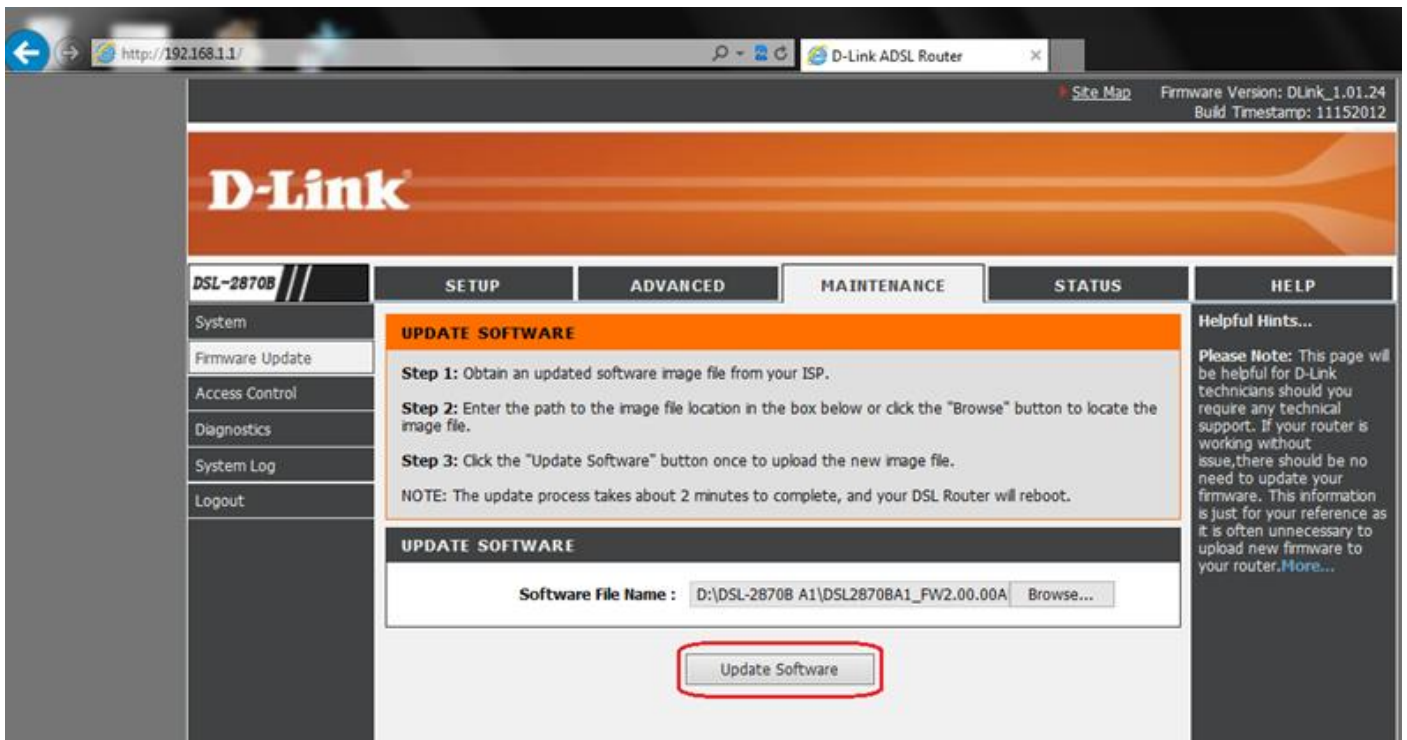 http://192.168.1.1/
D-Link ADSL Router
Site Map
Firmware Version: DLink_1.01.24
Build Timestamp: 11152012
D-Link
DSL-2870B
SETUP
ADVANCED
MAINTENANCE
STATUS
HELP
System
Firmware Update
Access Control
Diagnostics
System Log
Logout
UPDATE SOFTWARE
Step 1: Obtain an updated software image file from your ISP.
Step 2: Enter the path to the image file location in the box below or click the "Browse" button to locate the
image file.
Step 3: Click the "Update Software" button once to upload the new image file.
NOTE: The update process takes about 2 minutes to complete, and your DSL Router will reboot.
UPDATE SOFTWARE
Software File Name : D:\DSL-2870B A1\DSL2870BA1_FW2.00.00A Browse...
Update Software
Helpful Hints...
Please Note: This page will
be helpful for D-Link
technicians should you
require any technical
support. If your router is
working without
issue,there should be no
need to update your
firmware. This information
is just for your reference as
it is often unnecessary to
upload new firmware to
your router.More...